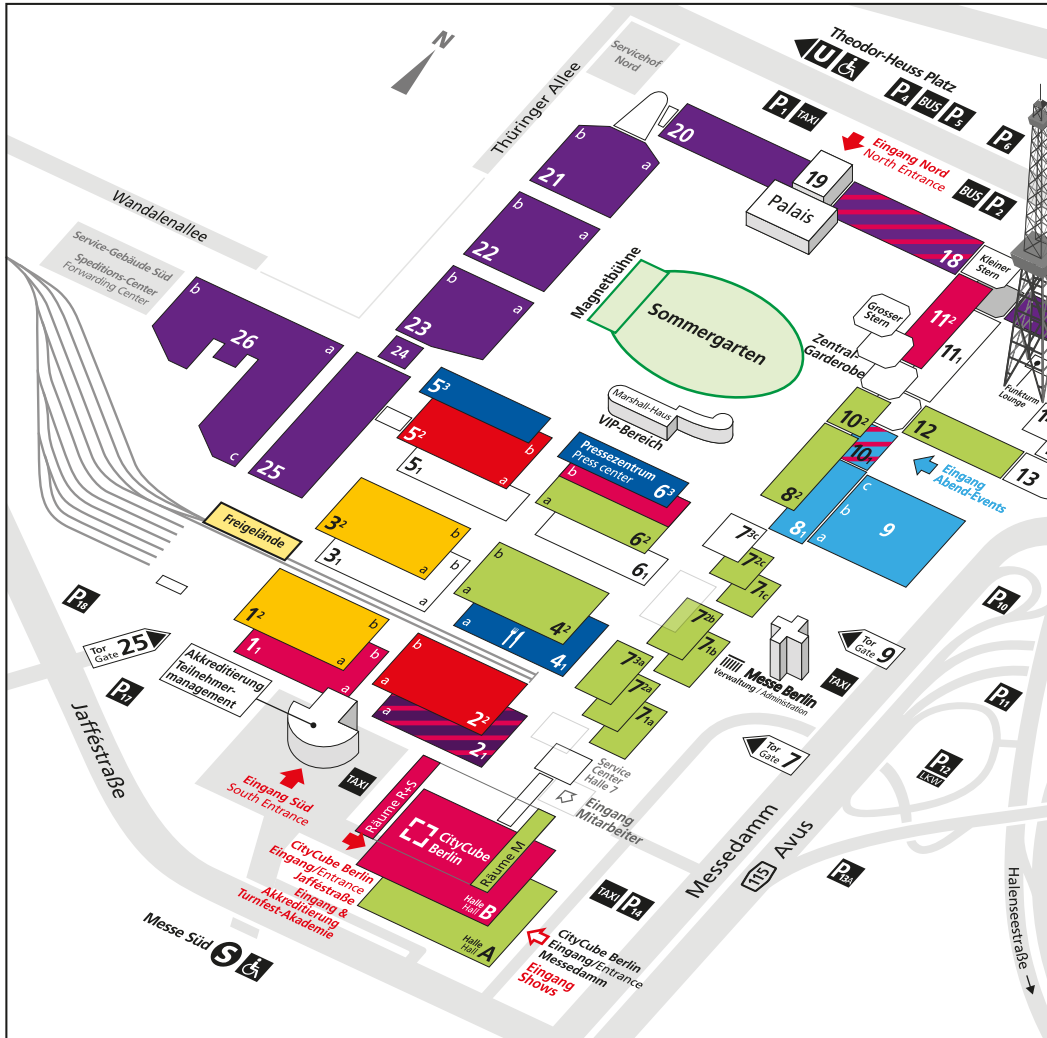 N
Servicehof
Nord
Theodor-Heuss Platz
U
P4
BUS
P5
P6
P1
TAXI
Eingang Nord
North Entrance
BUS
P2
Thüringer Allee
Wandalenallee
Service-Gebäude Süd
Speditions-Center
Forwarding Center
20
19
Palais
18
Kleiner
Stern
b
a
21
b
a
22
b
a
23
24
b
26
a
c
25
Magnetbühne
Sommergarten
Grosser
Stern
Zentral-
Garderobe
11²
11₁
Funkturm
Lounge
Marshall-Haus
VIP-Bereich
5³
5²
b
a
5₁
Pressezentrum
Press center
6³
b
a
6²
6₁
10²
10₁
12
13
Eingang
Abend-Events
8²
8₁
c
b
a
9
Freigelände
3²
b
a
3₁
b
a
b
a
4²
a
4₁
7₃c
7₂c
7₁c
7₂b
7₁b
7₃a
7₂a
7₁a
Messe Berlin
Verwaltung / Administration
Tor
Gate 9
TAXI
P10
P11
P12
LKW
P13A
P18
Tor
Gate 25
P17
1²
b
a
1₁
b
a
Akkreditierung
Teilnehmer-
management
b
a
2²
a
2₁
Tor
Gate 7
Service
Center
Halle 7
Eingang
Mitarbeiter
Jafféstraße
Eingang Süd
South Entrance
TAXI
Räume R+S
CityCube
Berlin
Räume M
Halle
Hall B
Halle
Hall A
CityCube Berlin
Eingang/Entrance
Jafféstraße
Eingang &
Akkreditierung
Turnfest-Akademie
Messe Süd
S
TAXI
P14
CityCube Berlin
Eingang/Entrance
Messedamm
Eingang
Shows
Messedamm
115
Avus
Halenseestraße